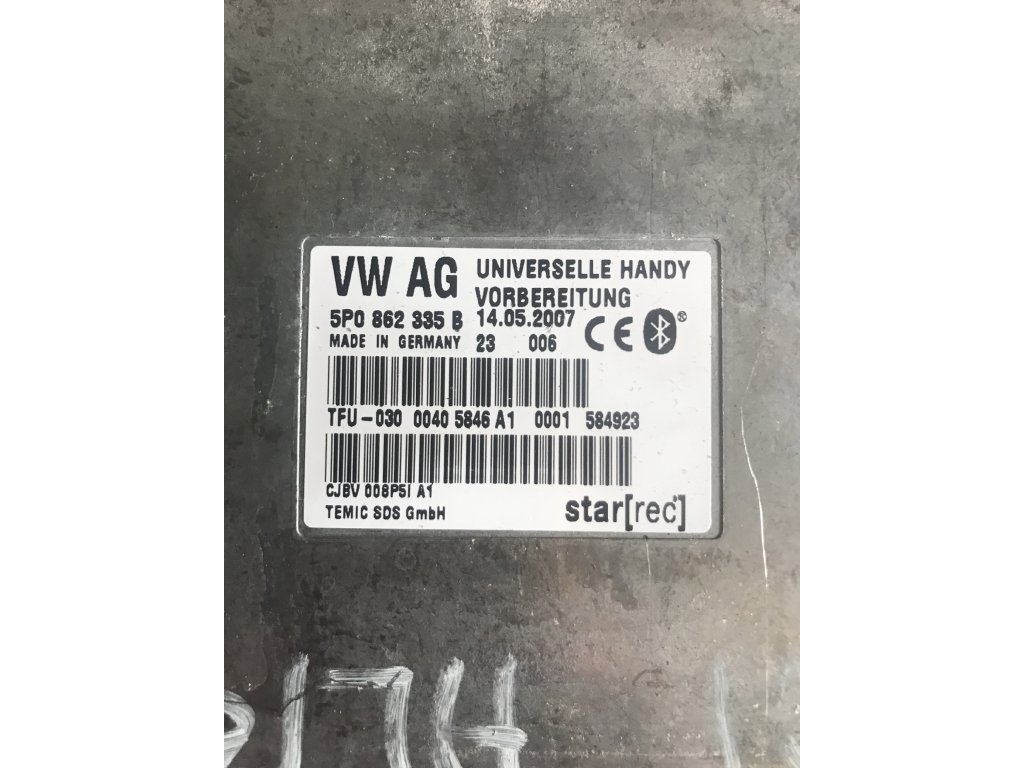 VW AG UNIVERSELLE HANDY
VORBEREITUNG
5P0 862 335 B 14.05.2007 CE ®
MADE IN GERMANY 23 006
TFU-030 0040 5846 A1 0001 584923
CJBV 008P5I A1
TEMIC SDS GmbH star[rec]